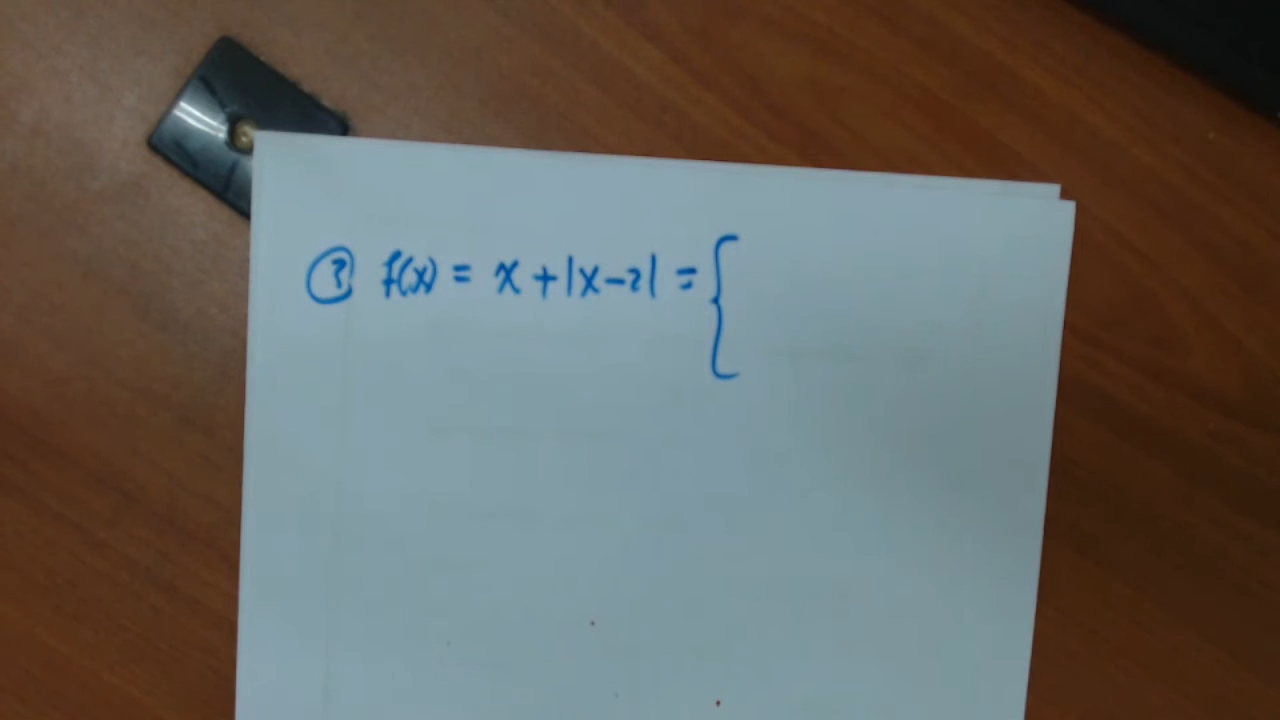 ③ f(x) = x + |x-2| = {